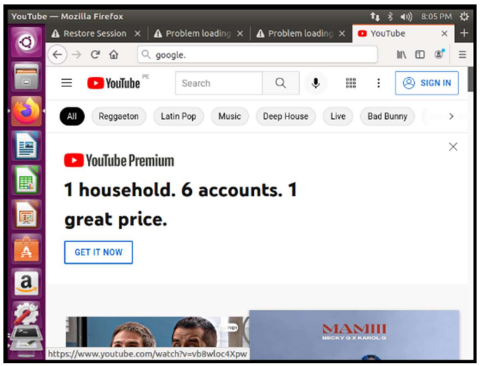 YouTube — Mozilla Firefox
8:05 PM
Restore Session
Problem loading
Problem loading
YouTube
google.
YouTube PE
Search
SIGN IN
All
Reggaeton
Latin Pop
Music
Deep House
Live
Bad Bunny
YouTube Premium
1 household. 6 accounts. 1
great price.
GET IT NOW
MAMIII
BECKY G X KAROL G
https://www.youtube.com/watch?v=vb8wloc4Xpw